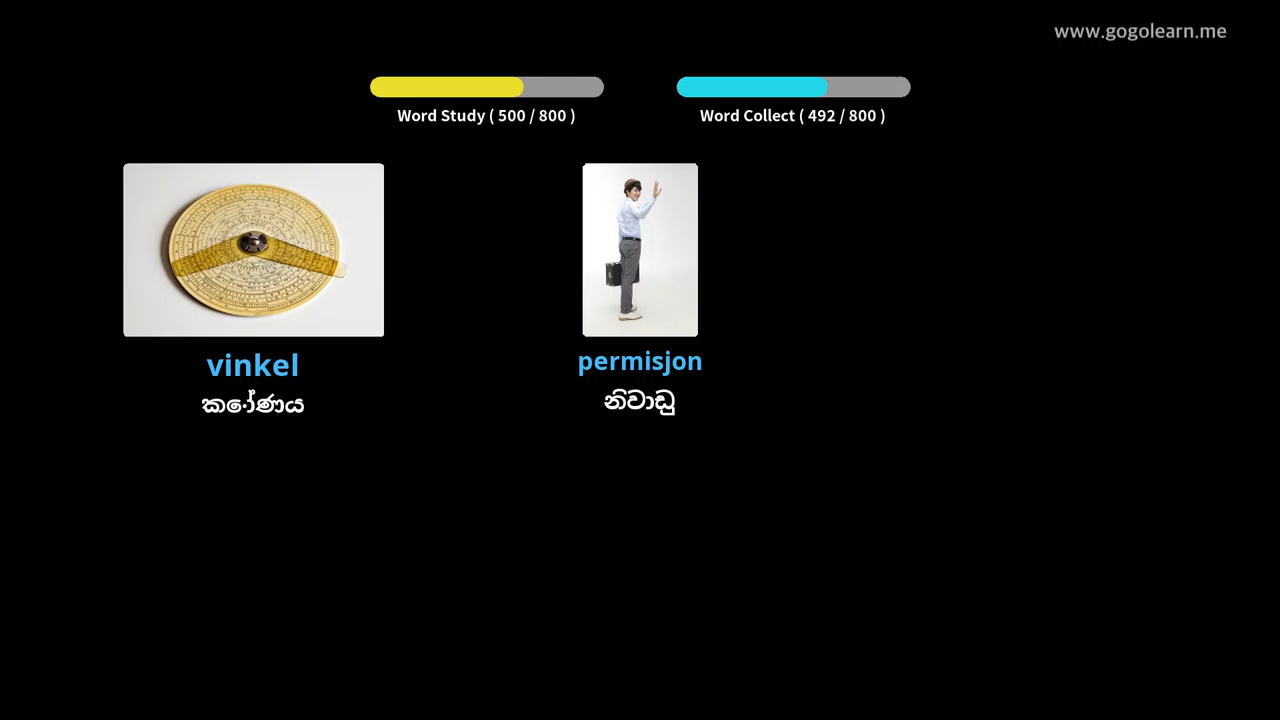 www.gogolearn.me
Word Study ( 500 / 800 )
Word Collect ( 492 / 800 )
vinkel
permisjon
කෝණය
නිවාඩු